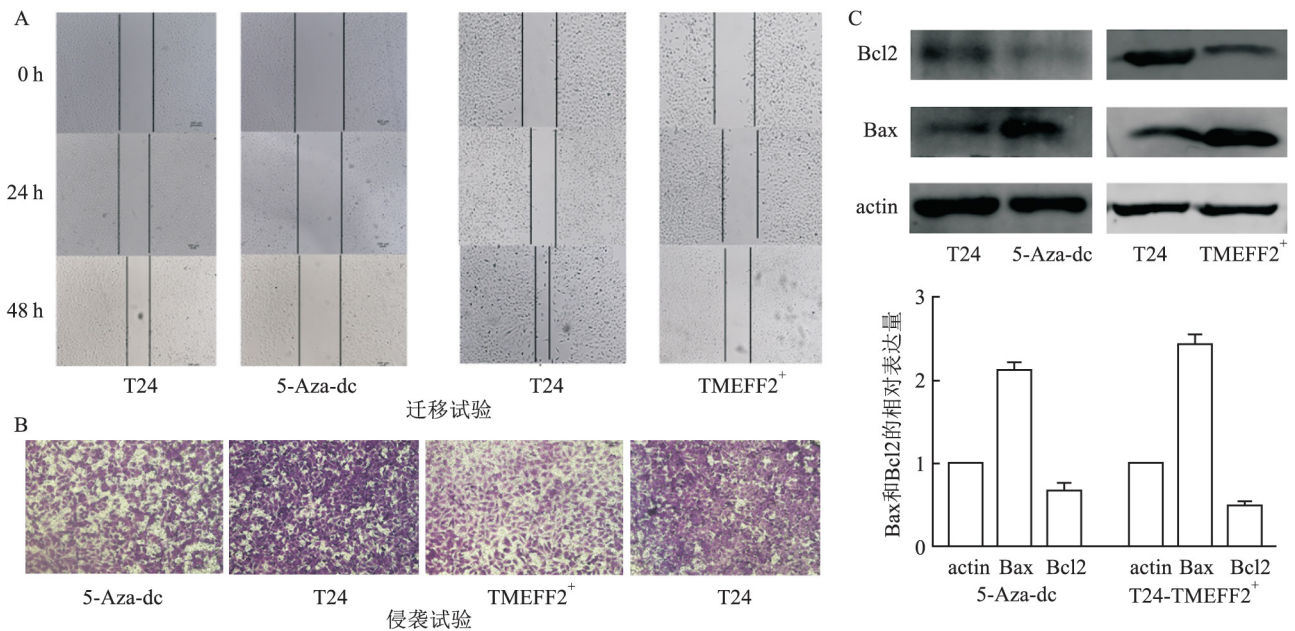 A
0 h
24 h
48 h
T24
5-Aza-dc
T24
TMEFF2+
迁移试验
B
5-Aza-dc
T24
TMEFF2+
T24
侵袭试验
C
Bcl2
Bax
actin
T24
5-Aza-dc
T24
TMEFF2+
Bax和Bcl2的相对表达量
3
2
1
0
actin Bax Bcl2
actin Bax Bcl2
5-Aza-dc
T24-TMEFF2+